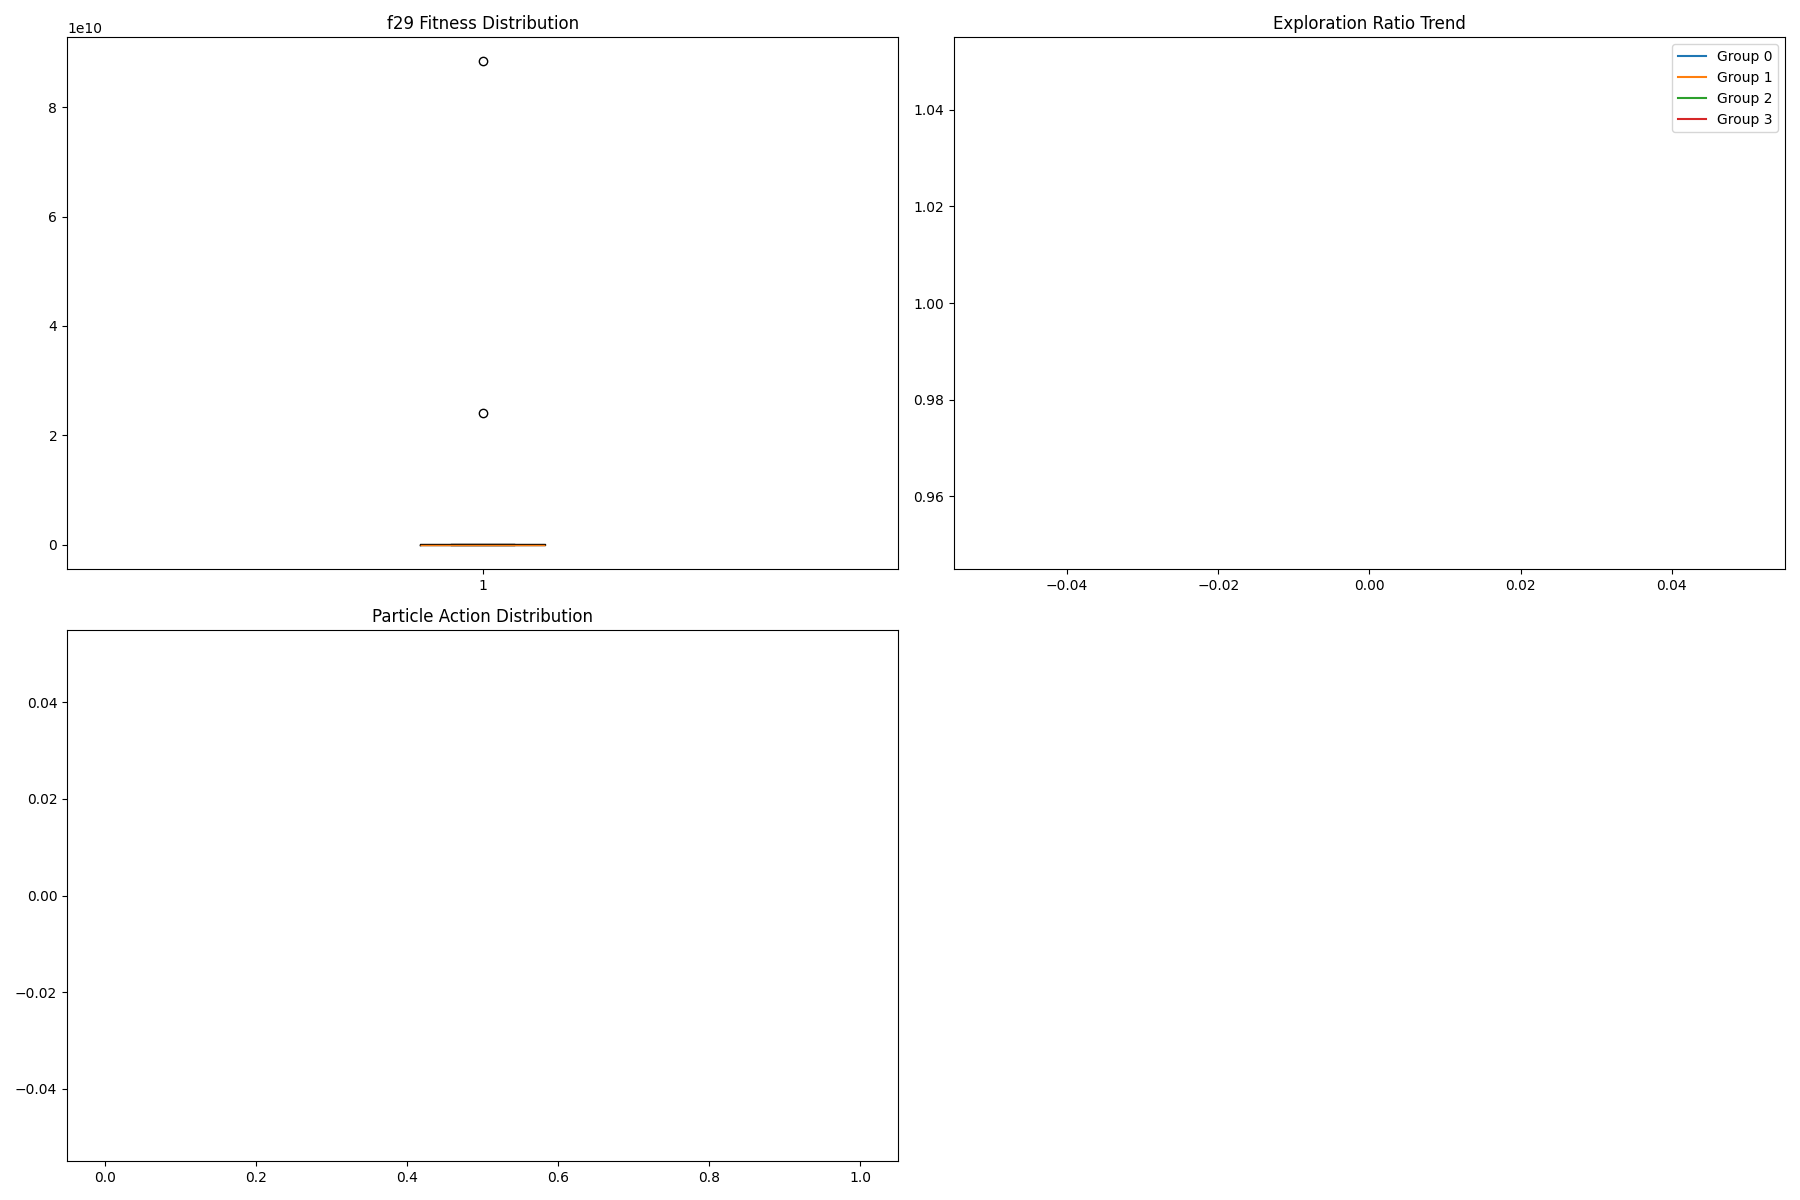 f29 Fitness Distribution
1e10
8
6
4
2
0
1
Exploration Ratio Trend
Group 0
Group 1
Group 2
Group 3
1.04
1.02
1.00
0.98
0.96
−0.04 −0.02 0.00 0.02 0.04
Particle Action Distribution
0.04
0.02
0.00
−0.02
−0.04
0.0 0.2 0.4 0.6 0.8 1.0